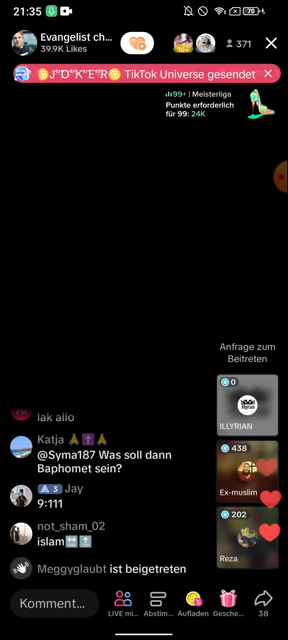 21:35
70
Evangelist ch...
39.9K Likes
371
J"O"K"E"R TikTok Universe gesendet
99+ | Meisterliga
Punkte erforderlich
für 99: 24K
Anfrage zum
Beitreten
0
ILLYRIAN
lak allo
Katja 🙏✝️🙏
@Syma187 Was soll dann
Baphomet sein?
438
Ex-muslim
3 Jay
9:111
not_sham_02
islam
202
Reza
Meggyglaubt ist beigetreten
Komment...
LIVE mi...
Abstim...
Aufladen
Gesche...
38